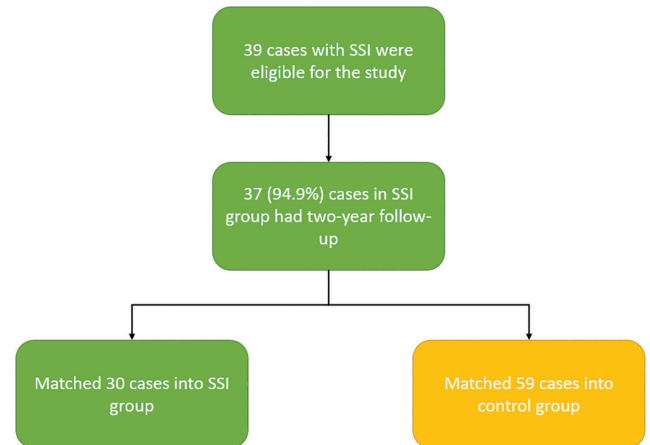 39 cases with SSI were
eligible for the study
37 (94.9%) cases in SSI
group had two-year follow-
up
Matched 30 cases into SSI
group
Matched 59 cases into
control group